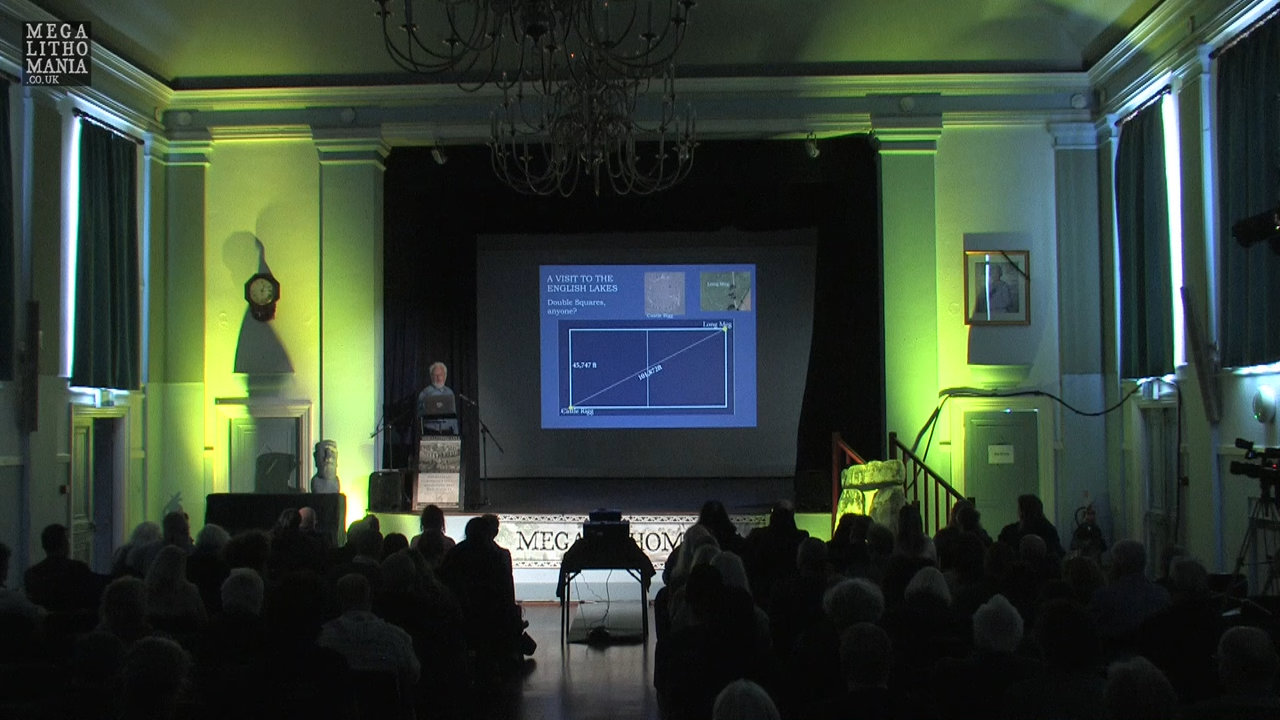 MEGA
LITHO
MANIA
.CO.UK
A VISIT TO THE
ENGLISH LAKES
Double Squares,
anyone?
Castle Rigg
Long Meg
Long Meg
45,747 ft
Castle Rigg
MEGA
HOM